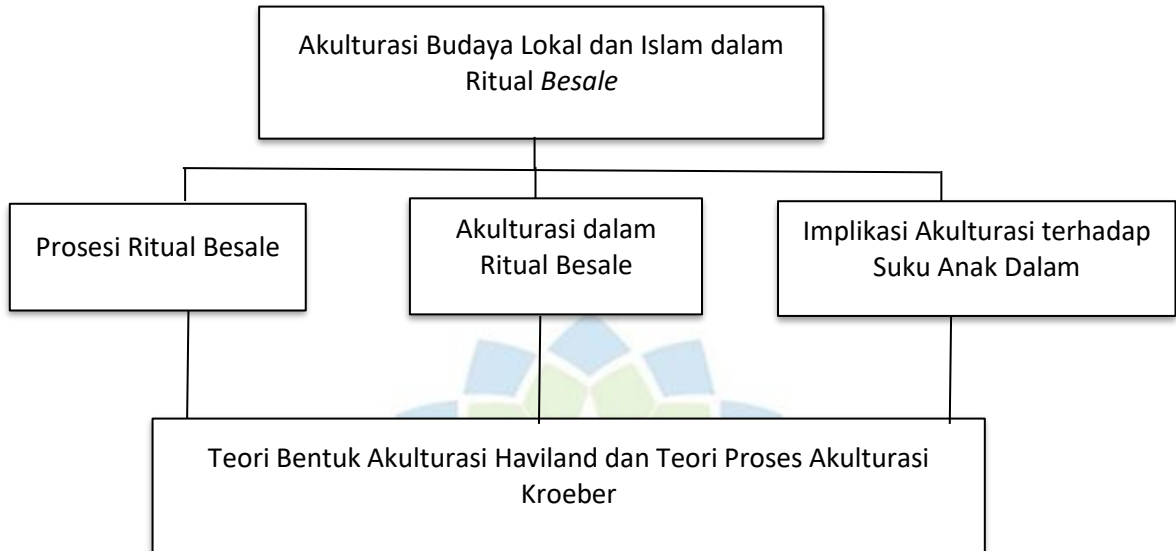 Akulturasi Budaya Lokal dan Islam dalam
Ritual Besale
Prosesi Ritual Besale
Akulturasi dalam
Ritual Besale
Implikasi Akulturasi terhadap
Suku Anak Dalam
Teori Bentuk Akulturasi Haviland dan Teori Proses Akulturasi
Kroeber